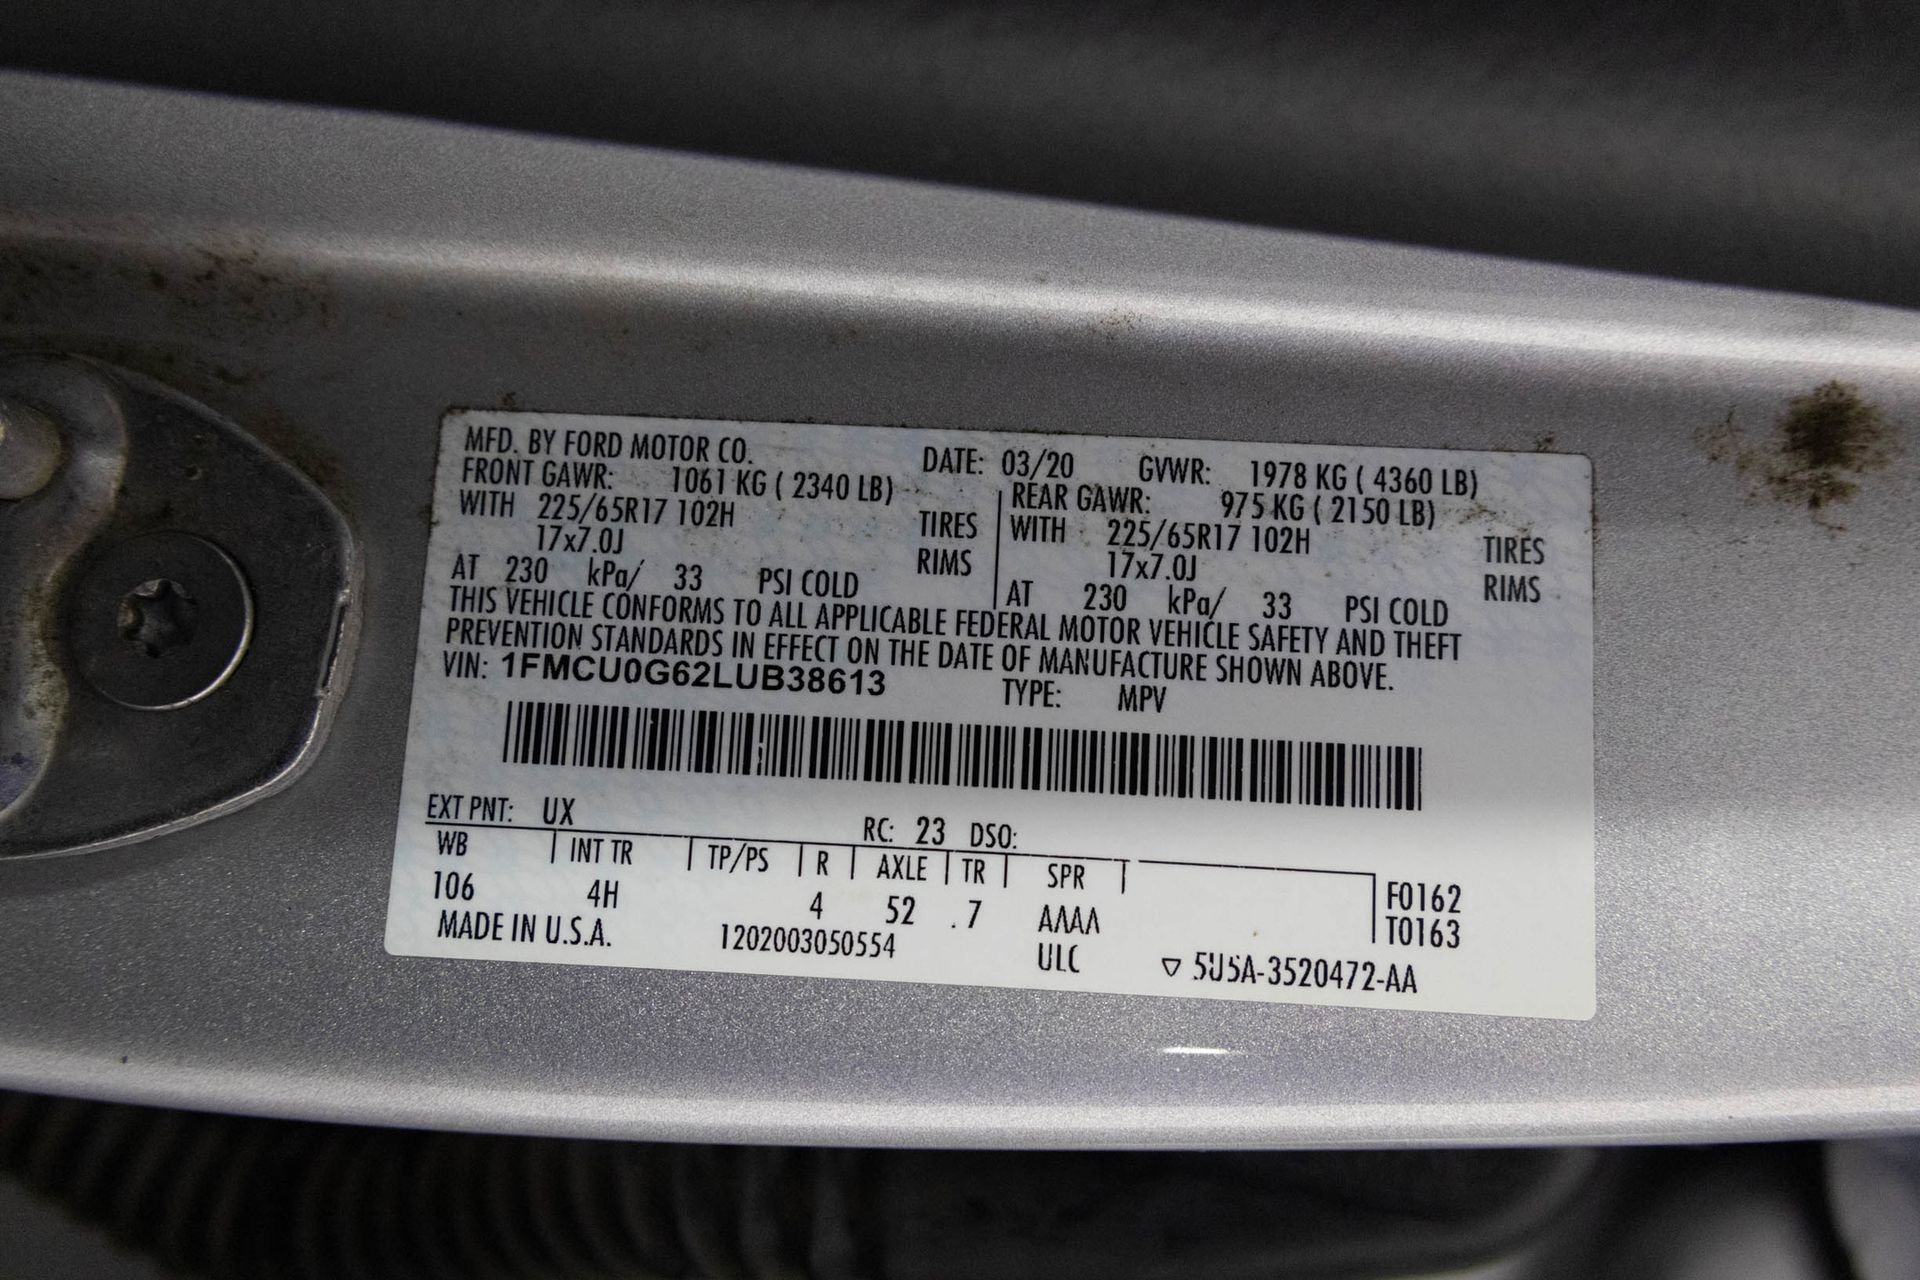 MFD. BY FORD MOTOR CO. DATE: 03/20 GVWR: 1978 KG ( 4360 LB)
FRONT GAWR: 1061 KG ( 2340 LB) REAR GAWR: 975 KG ( 2150 LB)
WITH 225/65R17 102H TIRES WITH 225/65R17 102H TIRES
17x7.0J RIMS 17x7.0J RIMS
AT 230 kPa/ 33 PSI COLD AT 230 kPa/ 33 PSI COLD
THIS VEHICLE CONFORMS TO ALL APPLICABLE FEDERAL MOTOR VEHICLE SAFETY AND THEFT
PREVENTION STANDARDS IN EFFECT ON THE DATE OF MANUFACTURE SHOWN ABOVE.
VIN: 1FMCU0G62LUB38613 TYPE: MPV
EXT PNT: UX RC: 23 DSO:
WB INT TR TP/PS R AXLE TR SPR
106 4H 4 52 .7 AAAA F0162
T0163
MADE IN U.S.A. 1202003050554 ULC ▽ 5U5A-3520472-AA